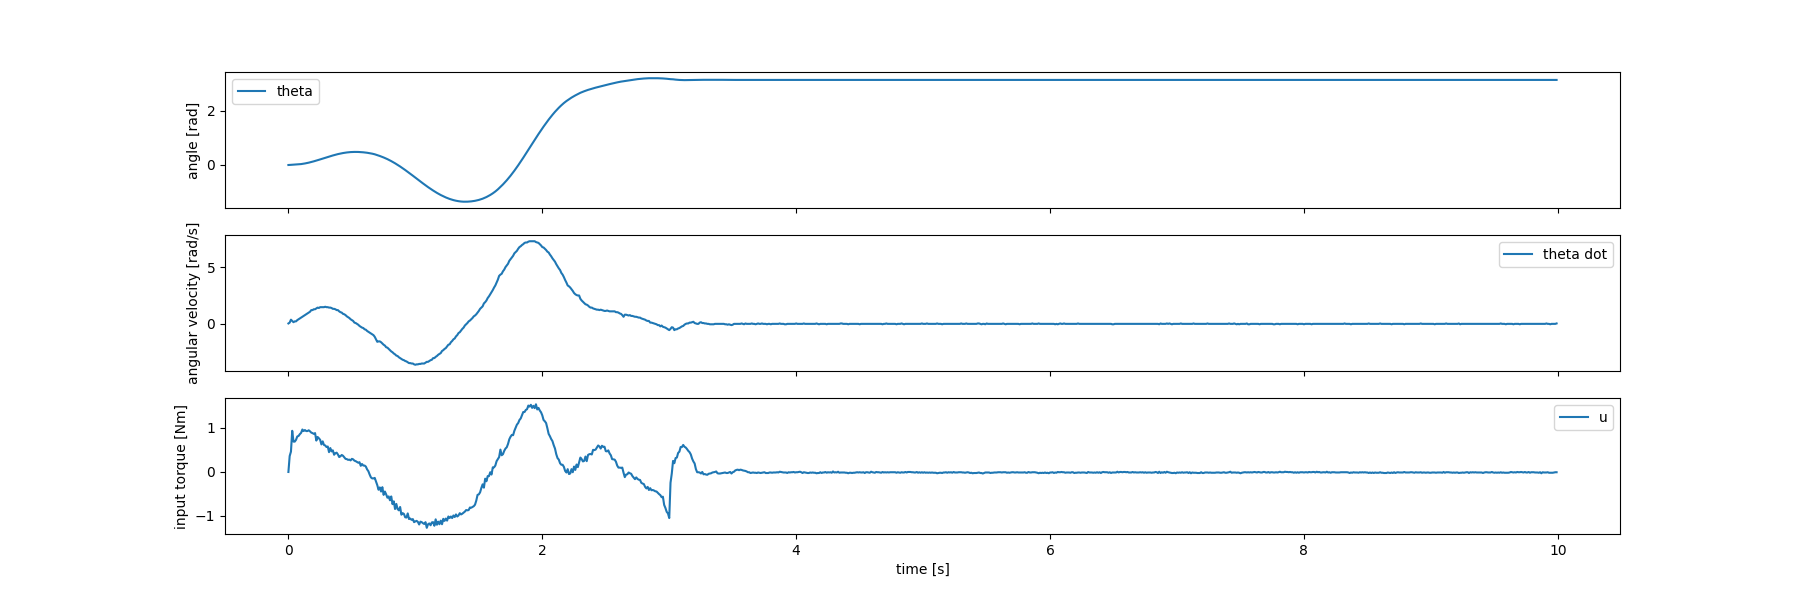 theta
angle [rad]
2
0
theta dot
angular velocity [rad/s]
5
0
u
input torque [Nm]
1
0
−1
0 2 4 6 8 10
time [s]